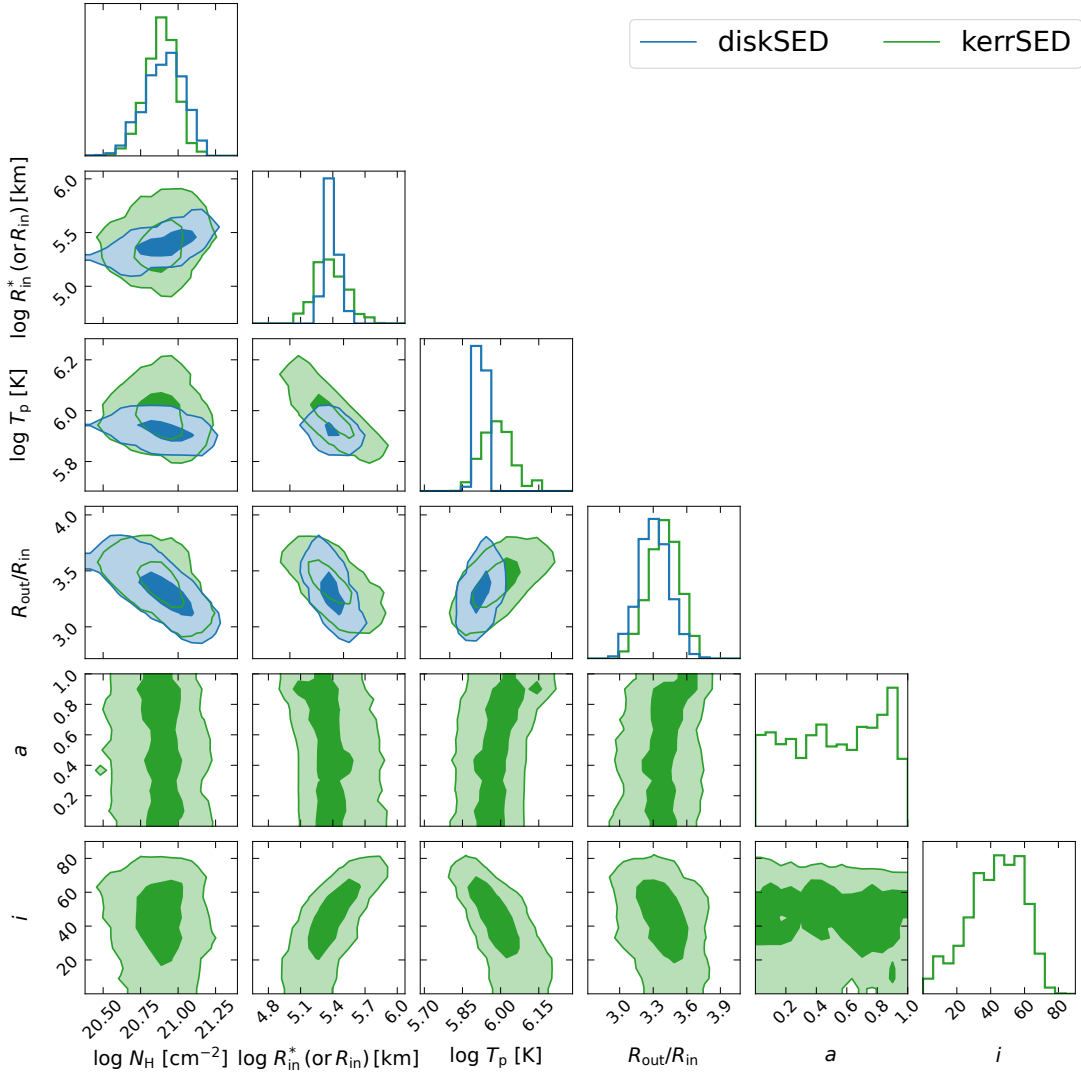 diskSED kerrSED
log R*in (or Rin) [km]
6.0
5.5
5.0
log Tp [K]
6.2
6.0
5.8
Rout/Rin
4.0
3.5
3.0
a
1.0
0.8
0.6
0.4
0.2
i
80
60
40
20
20.50 20.75 21.00 21.25
4.8 5.1 5.4 5.7 6.0
5.70 5.85 6.00 6.15
3.0 3.3 3.6 3.9
0.2 0.4 0.6 0.8 1.0
20 40 60 80
log NH [cm−2] log R*in (or Rin) [km] log Tp [K] Rout/Rin a i